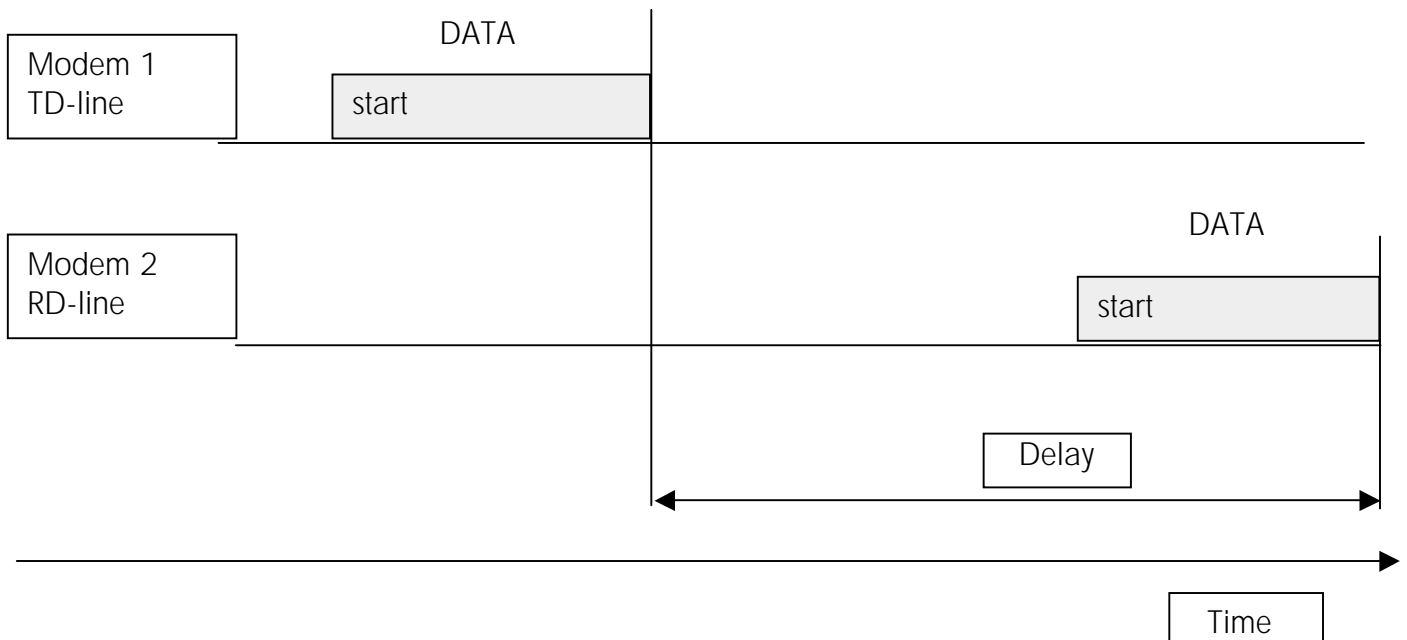 DATA
Modem 1
TD-line
start
DATA
Modem 2
RD-line
start
Delay
Time